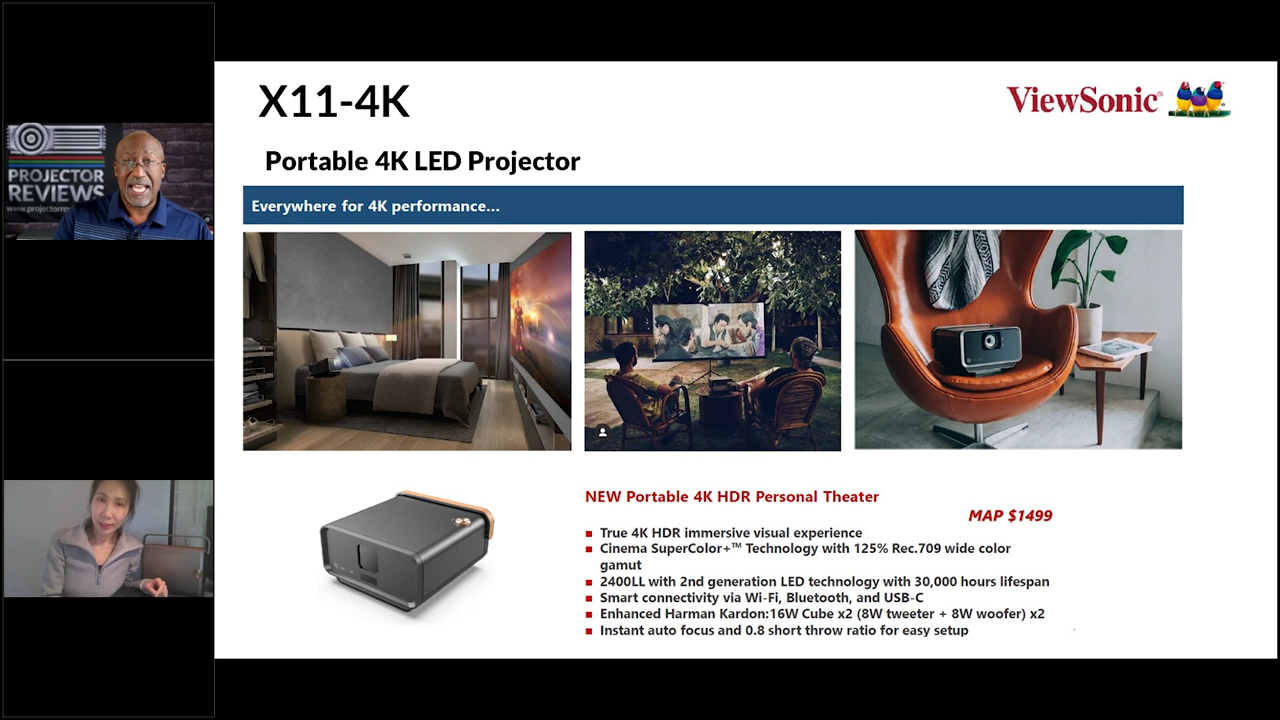 X11-4K
ViewSonic®
Portable 4K LED Projector
Everywhere for 4K performance...
PROJECTOR
REVIEWS
NEW Portable 4K HDR Personal Theater
MAP $1499
True 4K HDR immersive visual experience
Cinema SuperColor+™ Technology with 125% Rec.709 wide color
gamut
2400LL with 2nd generation LED technology with 30,000 hours lifespan
Smart connectivity via Wi-Fi, Bluetooth, and USB-C
Enhanced Harman Kardon:16W Cube x2 (8W tweeter + 8W woofer) x2
Instant auto focus and 0.8 short throw ratio for easy setup